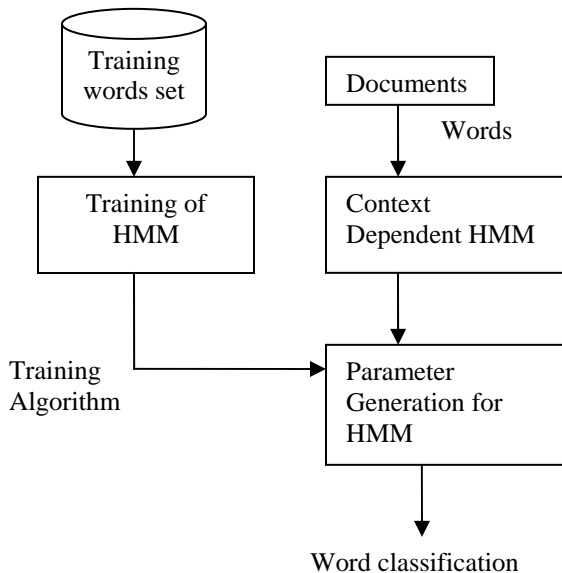 Training
words set
Documents
Words
Training of
HMM
Context
Dependent HMM
Training
Algorithm
Parameter
Generation for
HMM
Word classification